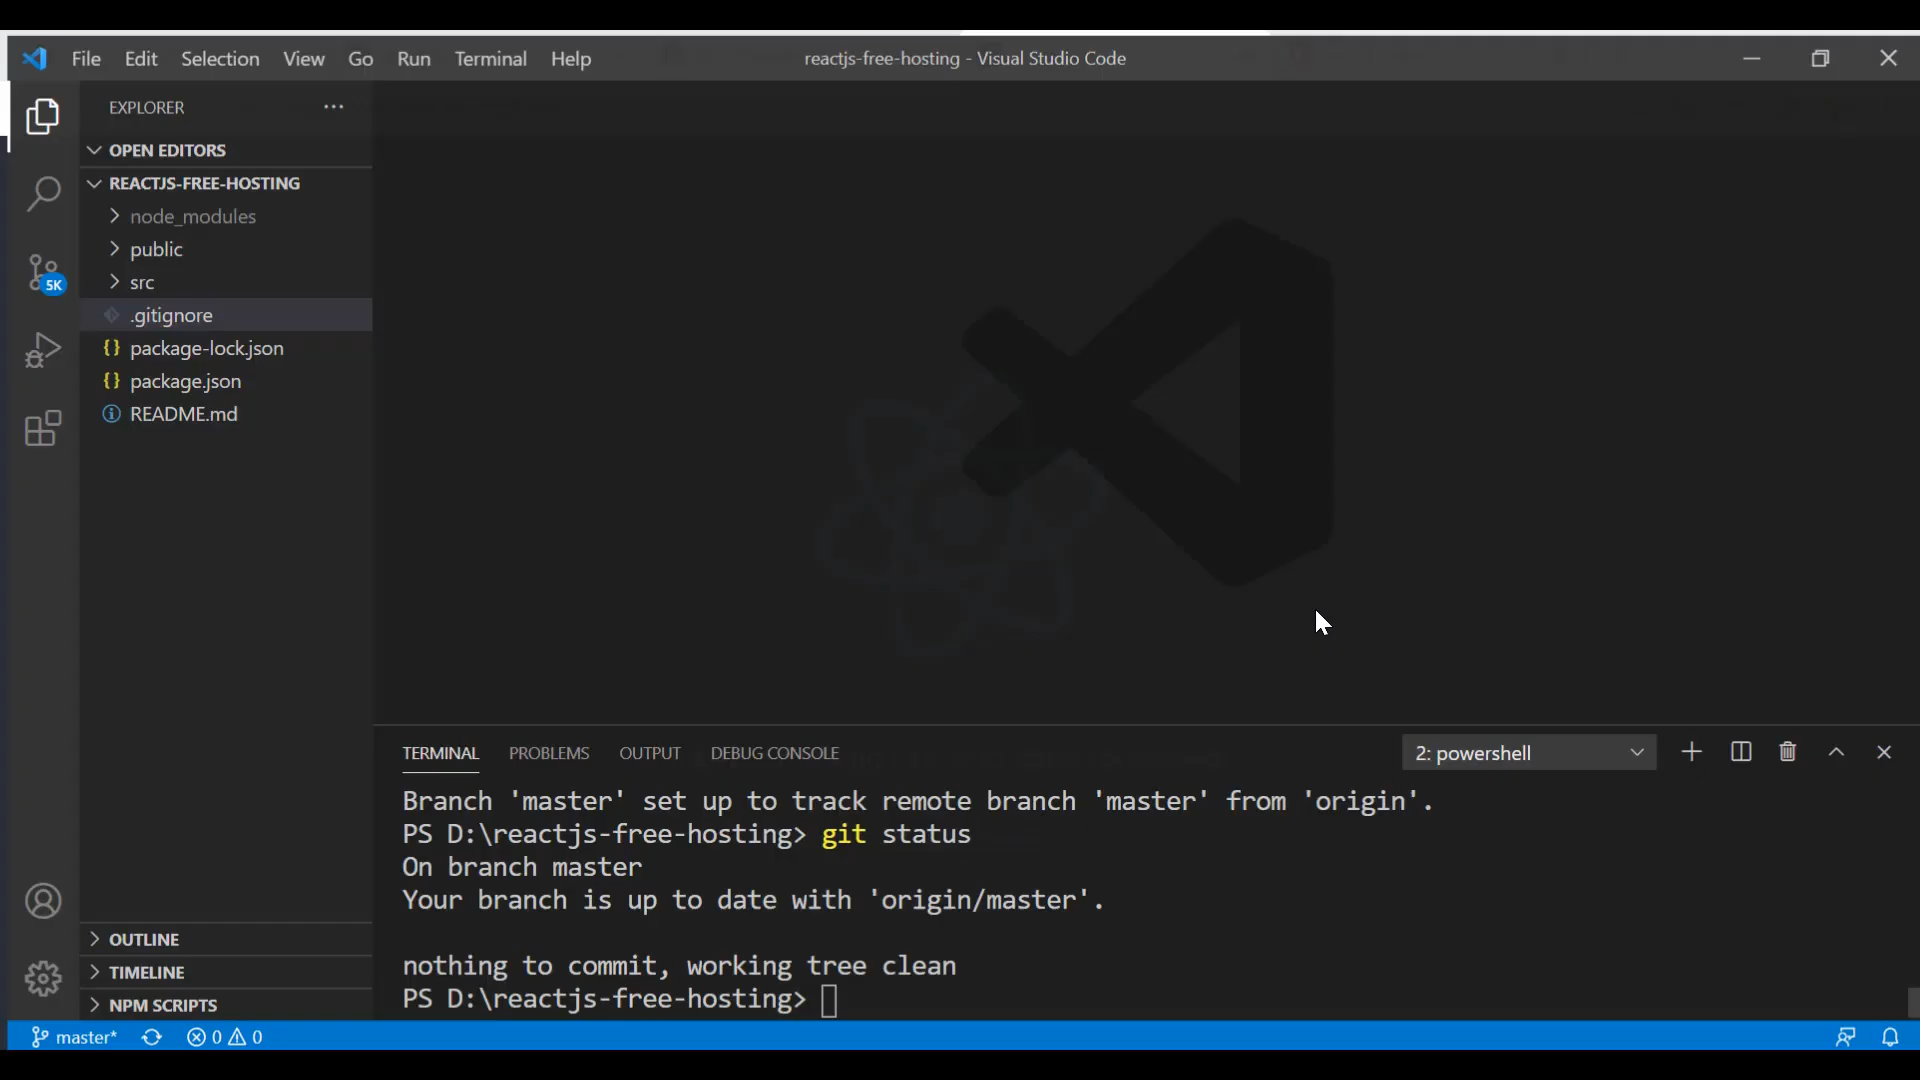 File Edit Selection View Go Run Terminal Help reactjs-free-hosting - Visual Studio Code
EXPLORER
OPEN EDITORS
REACTJS-FREE-HOSTING
node_modules
public
src
5K
.gitignore
package-lock.json
package.json
README.md
OUTLINE
TIMELINE
NPM SCRIPTS
TERMINAL PROBLEMS OUTPUT DEBUG CONSOLE 2: powershell
Branch 'master' set up to track remote branch 'master' from 'origin'.
PS D:\reactjs-free-hosting> git status
On branch master
Your branch is up to date with 'origin/master'.
nothing to commit, working tree clean
PS D:\reactjs-free-hosting>
master* 0 0